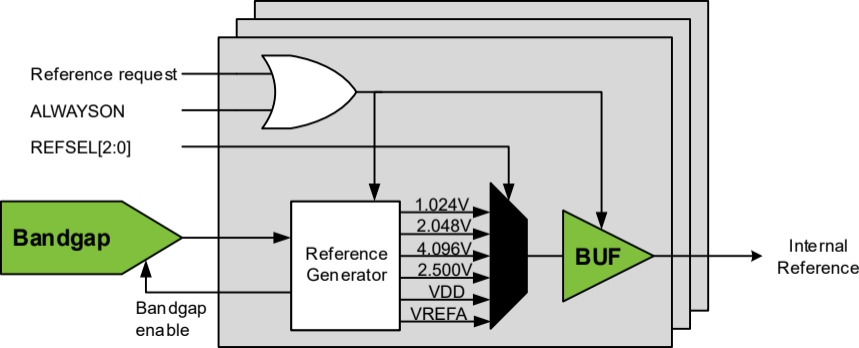 Reference request
ALWAYSON
REFSEL[2:0]
Bandgap
Bandgap
enable
Reference
Generator
1.024V
2.048V
4.096V
2.500V
VDD
VREFA
BUF
Internal
Reference